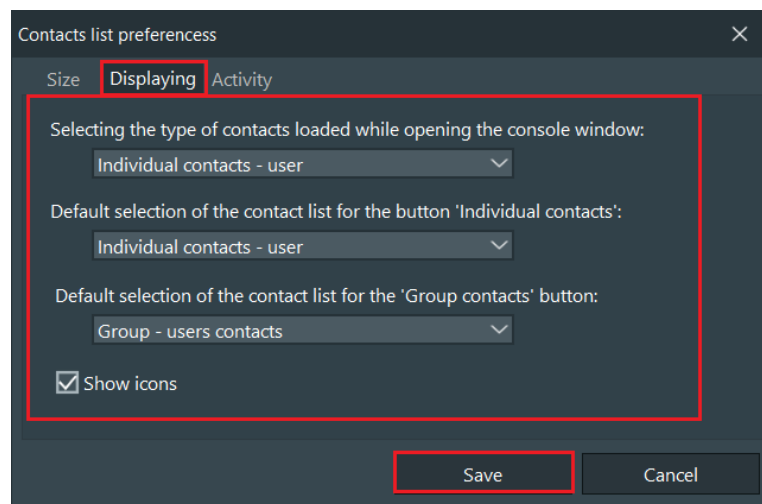 Contacts list preferencess
Size Displaying Activity
Selecting the type of contacts loaded while opening the console window:
Individual contacts - user
Default selection of the contact list for the button 'Individual contacts':
Individual contacts - user
Default selection of the contact list for the 'Group contacts' button:
Group - users contacts
Show icons
Save Cancel